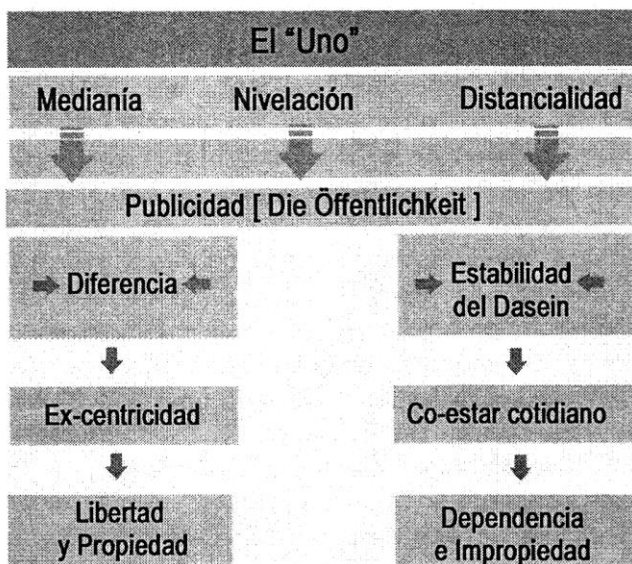 El “Uno”
Medianía
Nivelación
Distancialidad
Publicidad [ Die Öffentlichkeit ]
Diferencia
Estabilidad
del Dasein
Ex-centricidad
Co-estar cotidiano
Libertad
y Propiedad
Dependencia
e Impropiedad